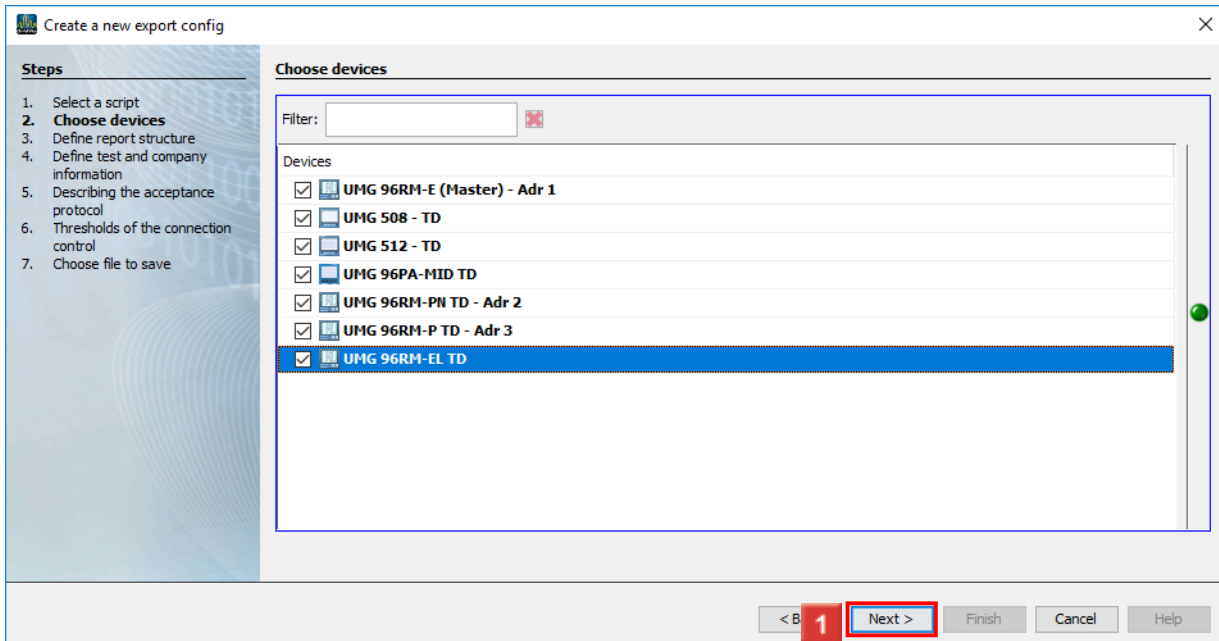 Create a new export config
Steps
1. Select a script
2. Choose devices
3. Define report structure
4. Define test and company
information
5. Describing the acceptance
protocol
6. Thresholds of the connection
control
7. Choose file to save
Choose devices
Filter:
Devices
UMG 96RM-E (Master) - Adr 1
UMG 508 - TD
UMG 512 - TD
UMG 96PA-MID TD
UMG 96RM-PN TD - Adr 2
UMG 96RM-P TD - Adr 3
UMG 96RM-EL TD
< B 1 Next > Finish Cancel Help